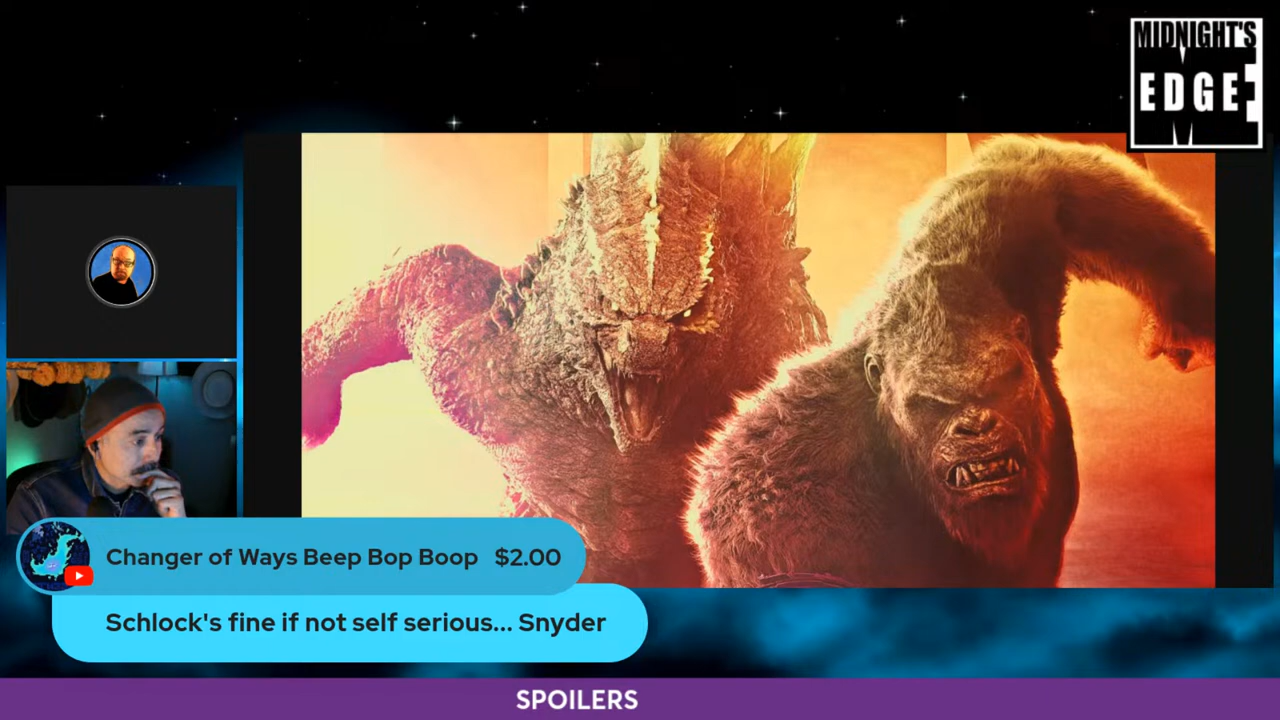 MIDNIGHT'S
EDGE
Changer of Ways Beep Bop Boop $2.00
Schlock's fine if not self serious... Snyder
SPOILERS